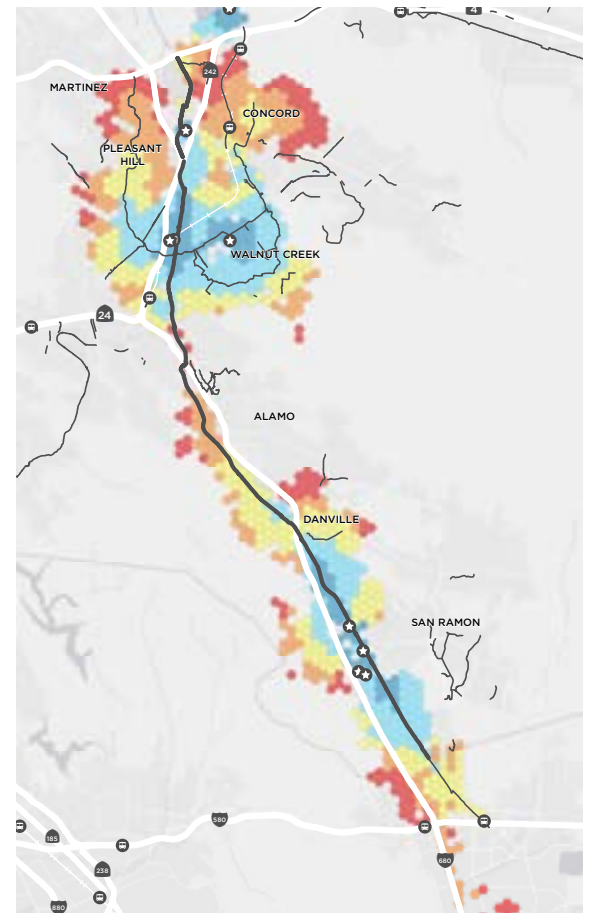 4
242
MARTINEZ
CONCORD
PLEASANT
HILL
WALNUT CREEK
24
ALAMO
DANVILLE
SAN RAMON
580
185
680
238
880